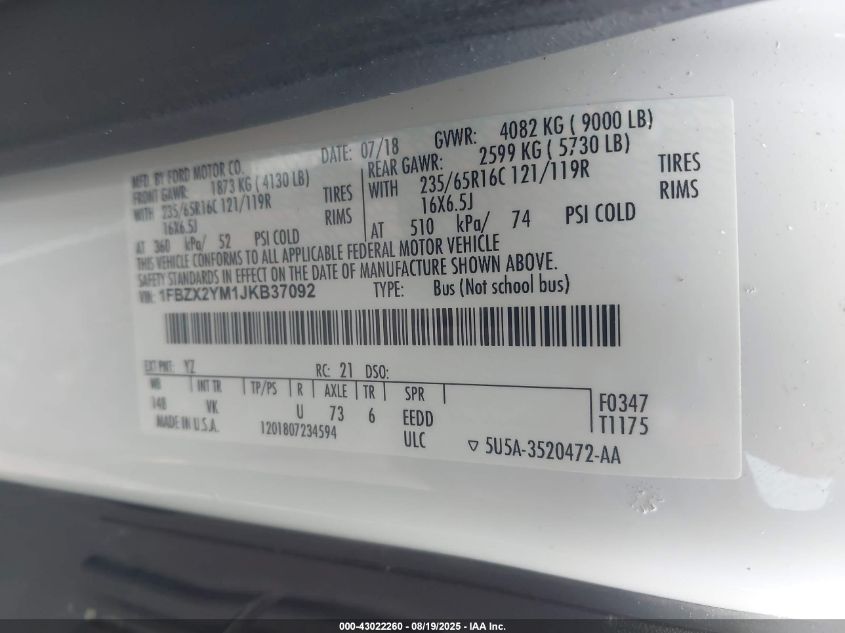 MFD. BY FORD MOTOR CO. DATE: 07/18 GVWR: 4082 KG ( 9000 LB)
FRONT GAWR: 1873 KG ( 4130 LB) REAR GAWR: 2599 KG ( 5730 LB)
WITH 235/65R16C 121/119R TIRES WITH 235/65R16C 121/119R TIRES
16X6.5J RIMS 16X6.5J RIMS
AT 360 kPa/ 52 PSI COLD AT 510 kPa/ 74 PSI COLD
THIS VEHICLE CONFORMS TO ALL APPLICABLE FEDERAL MOTOR VEHICLE
SAFETY STANDARDS IN EFFECT ON THE DATE OF MANUFACTURE SHOWN ABOVE.
VIN: 1FBZX2YM1JKB37092 TYPE: Bus (Not school bus)
EXT PNT: YZ RC: 21 DSO:
WB INT TR TP/PS R AXLE TR SPR
148 VK U 73 6 EEDD F0347
MADE IN U.S.A. 1201807234594 ULC T1175
▽ 5U5A-3520472-AA
000-43022260 - 08/19/2025 - IAA Inc.